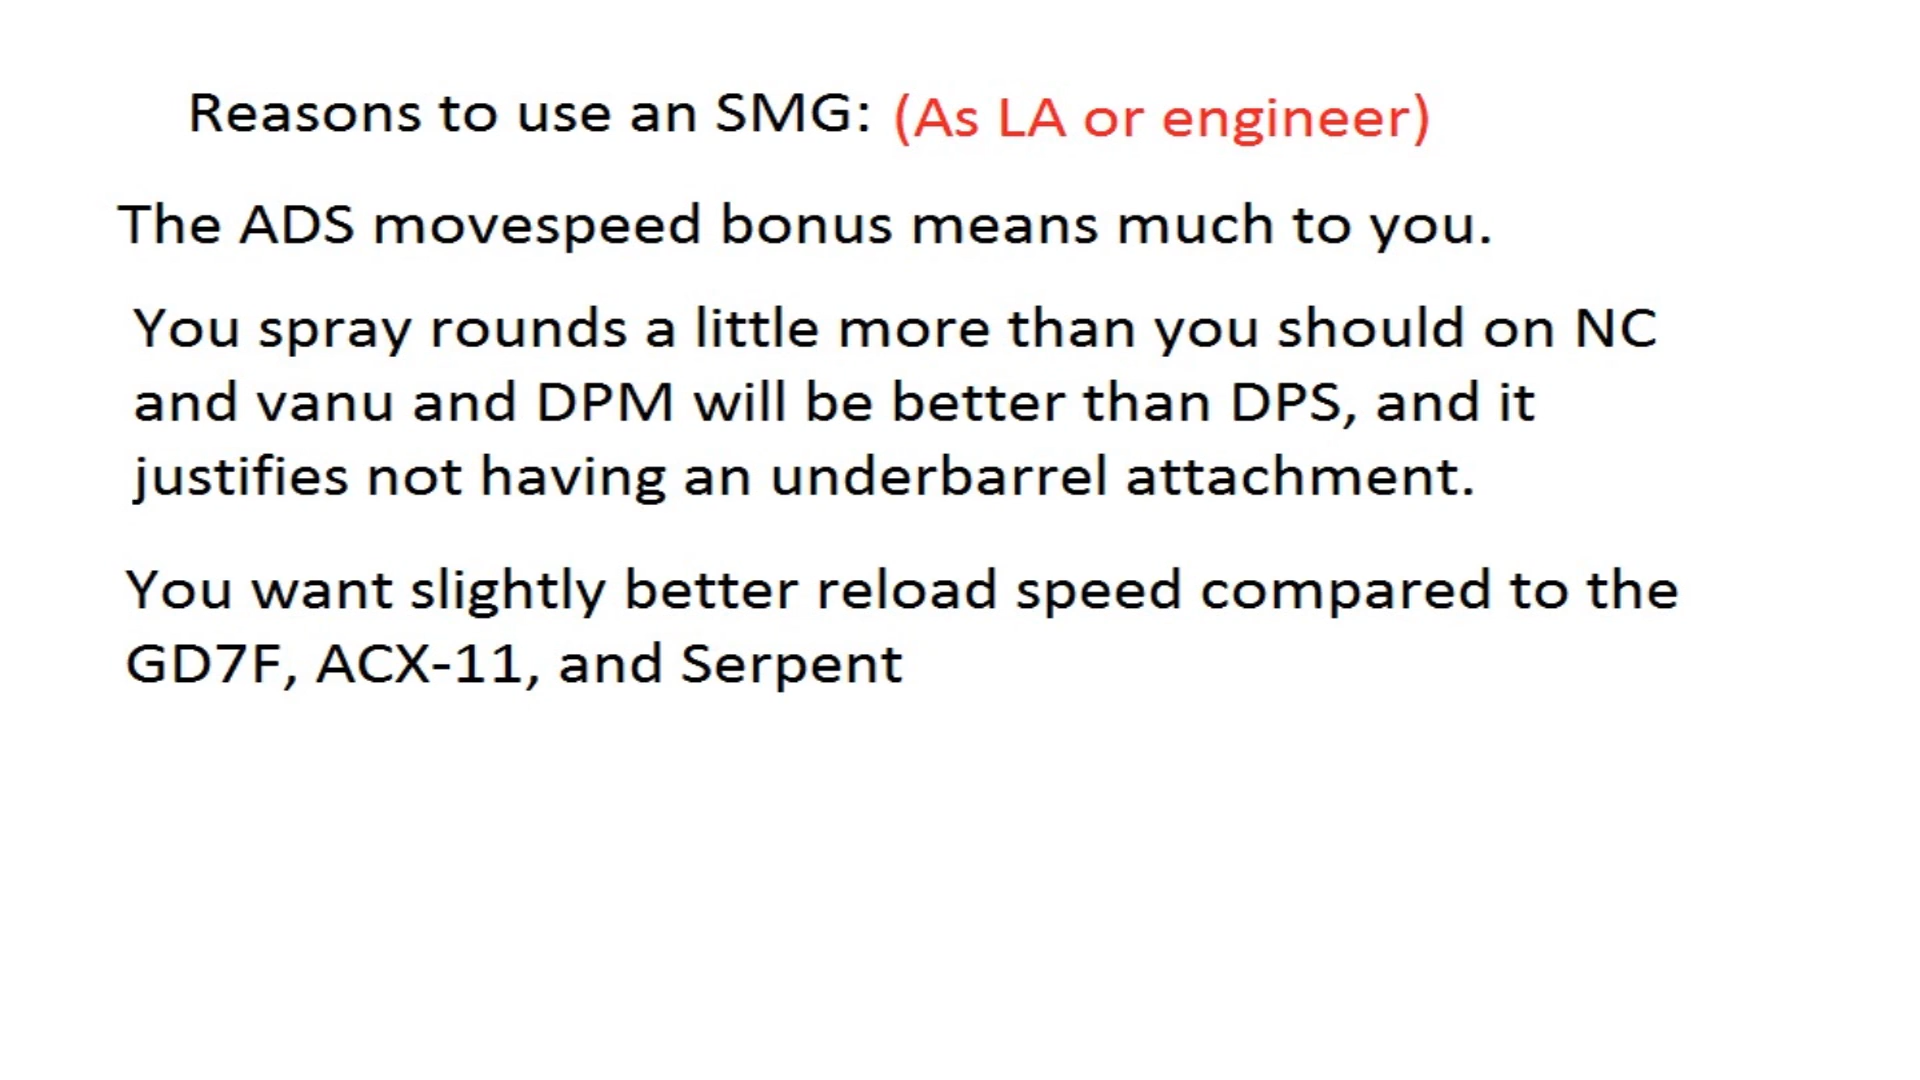 Reasons to use an SMG: (As LA or engineer)
The ADS movespeed bonus means much to you.
You spray rounds a little more than you should on NC
and vanu and DPM will be better than DPS, and it
justifies not having an underbarrel attachment.
You want slightly better reload speed compared to the
GD7F, ACX-11, and Serpent